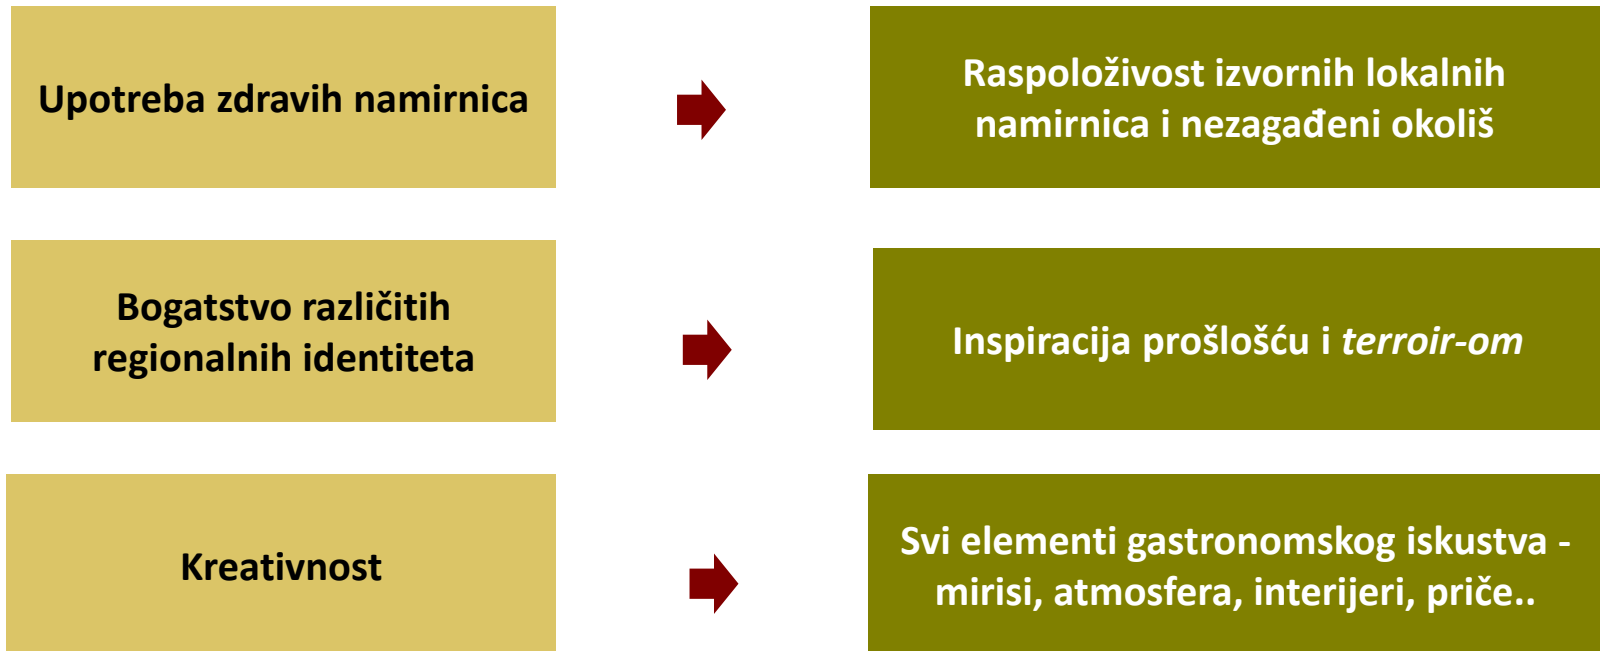 Upotreba zdravih namirnica
Raspoloživost izvornih lokalnih
namirnica i nezagađeni okoliš
Bogatstvo različitih
regionalnih identiteta
Inspiracija prošlošću i terroir-om
Kreativnost
Svi elementi gastronomskog iskustva -
mirisi, atmosfera, interijeri, priče..